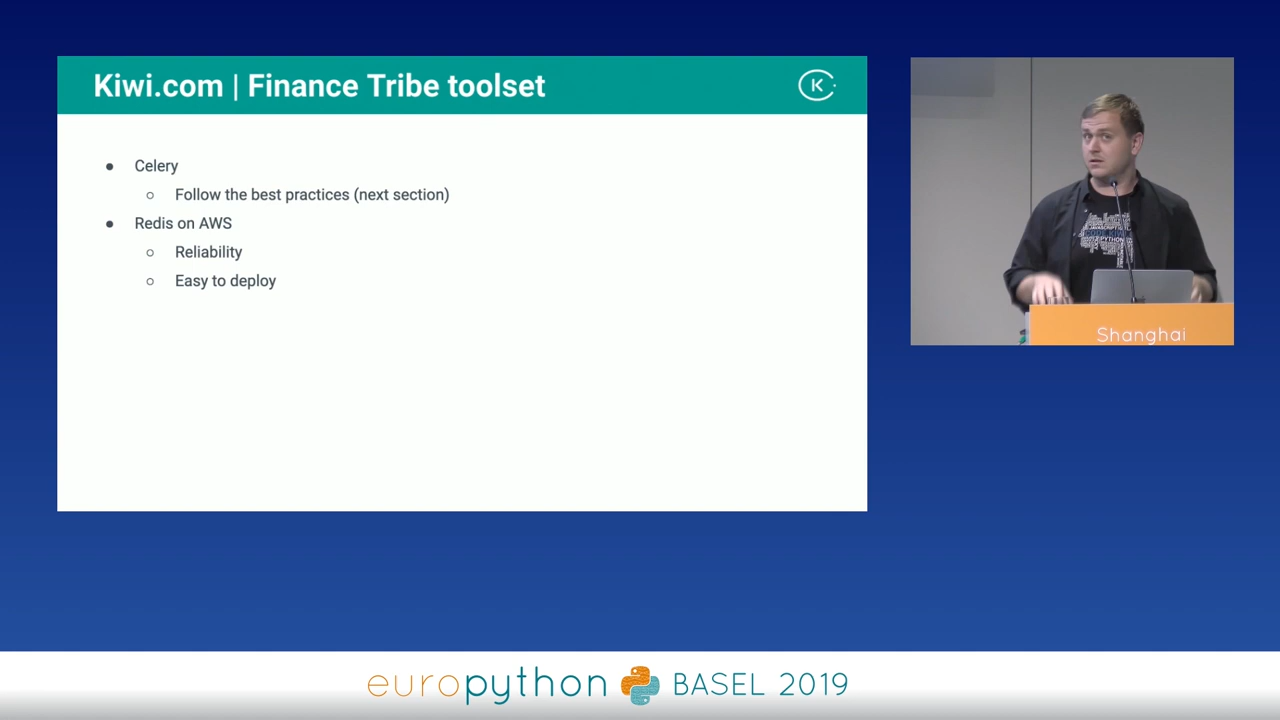 Kiwi.com | Finance Tribe toolset
K
Celery
Follow the best practices (next section)
Redis on AWS
Reliability
Easy to deploy
PYTHON
Shanghai
europython BASEL 2019